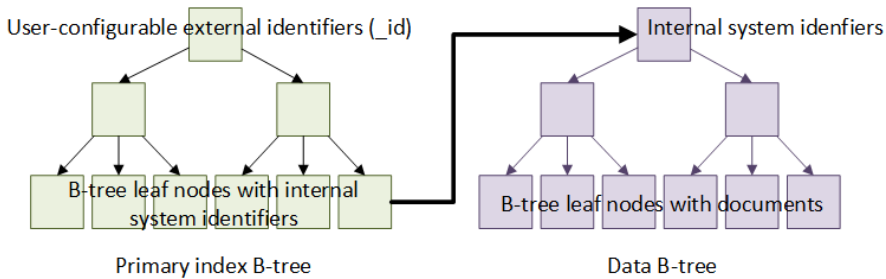 User-configurable external identifiers (_id)
Internal system idenfiers
B-tree leaf nodes with internal
system identifiers
B-tree leaf nodes with documents
Primary index B-tree
Data B-tree